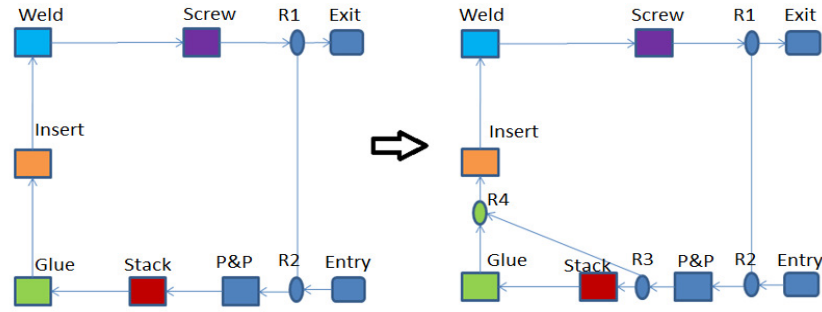 Weld Screw R1 Exit
Insert
Glue Stack P&P R2 Entry
Weld Screw R1 Exit
Insert
R4
Glue Stack R3 P&P R2 Entry